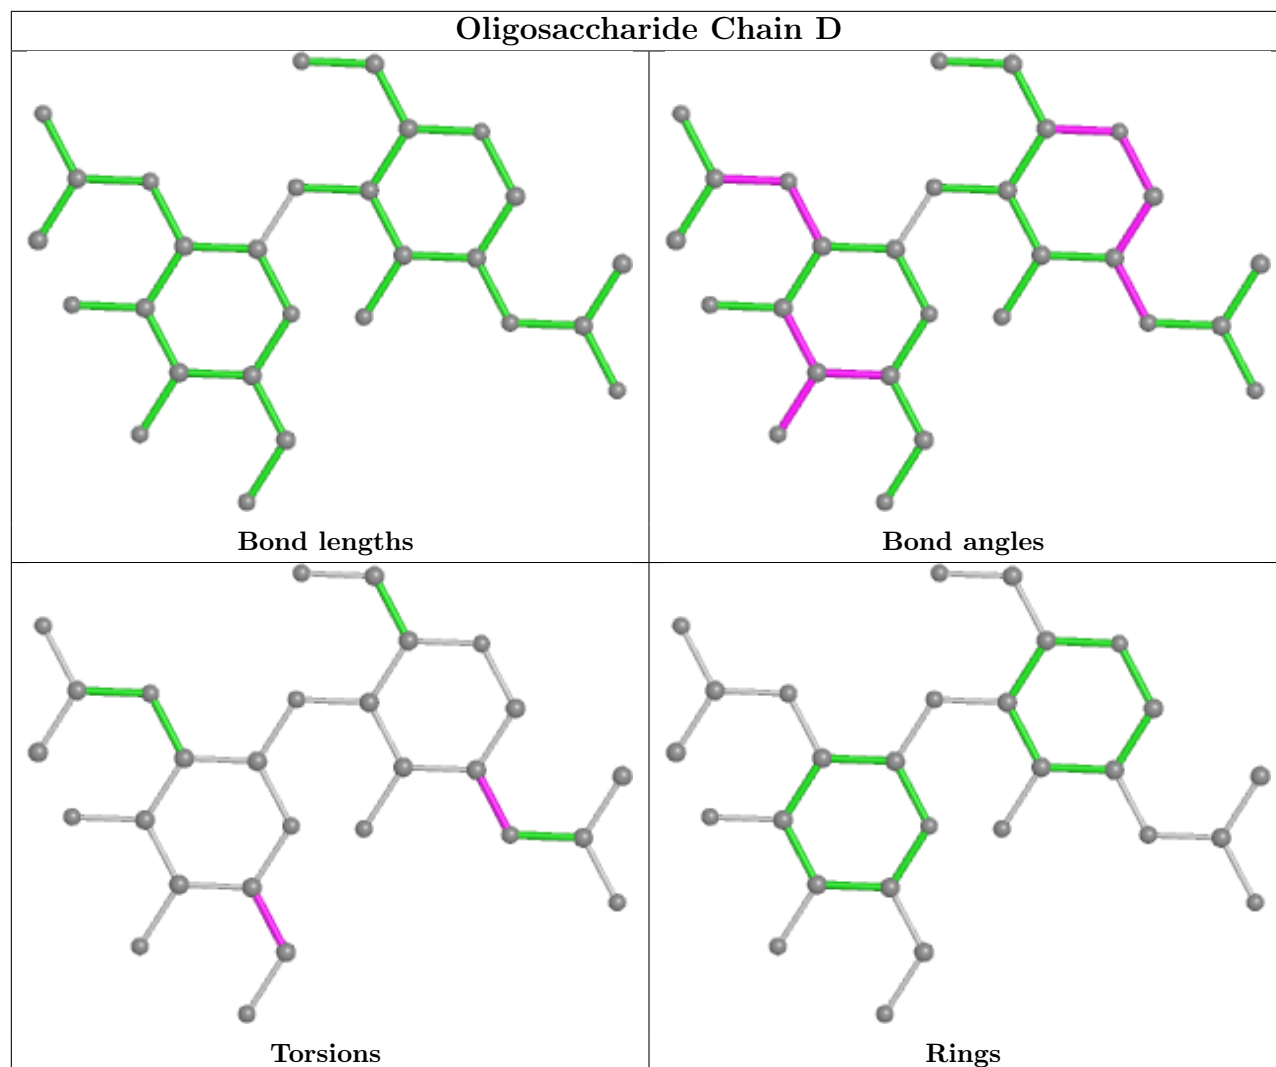 Oligosaccharide Chain D
Bond lengths
Bond angles
Torsions
Rings